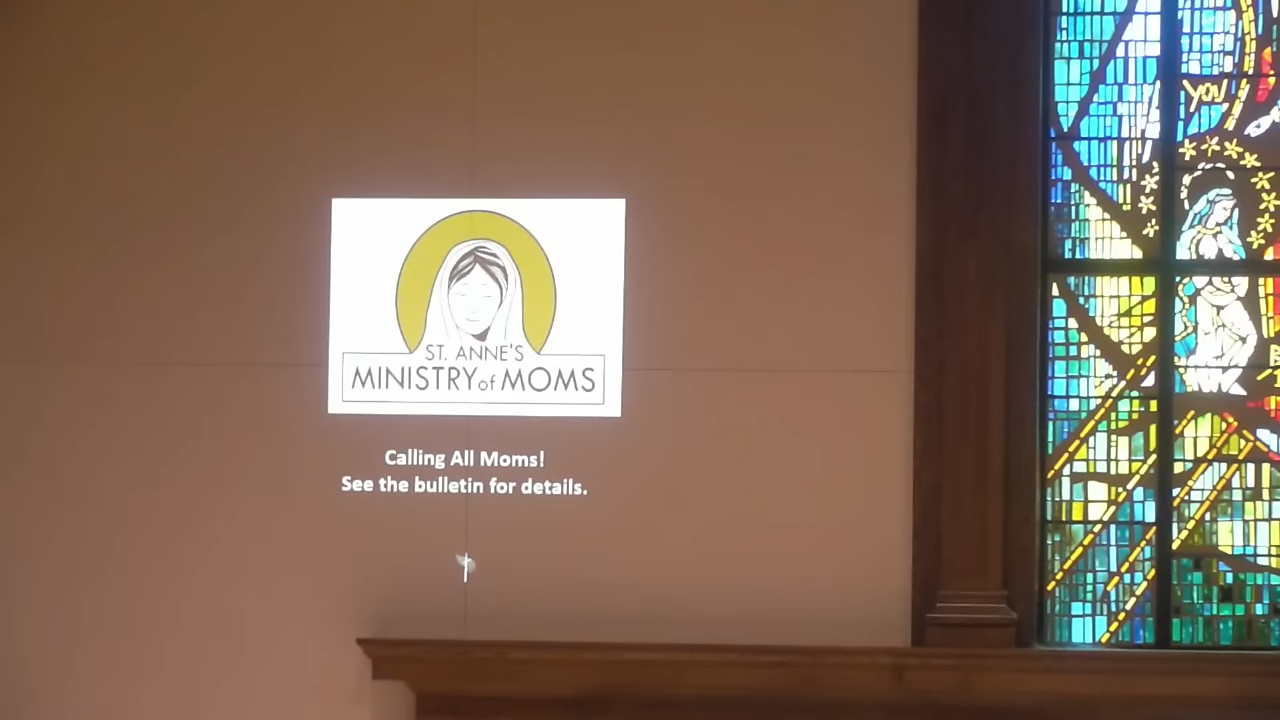 ST. ANNE'S
MINISTRY of MOMS
Calling All Moms!
See the bulletin for details.
YOU